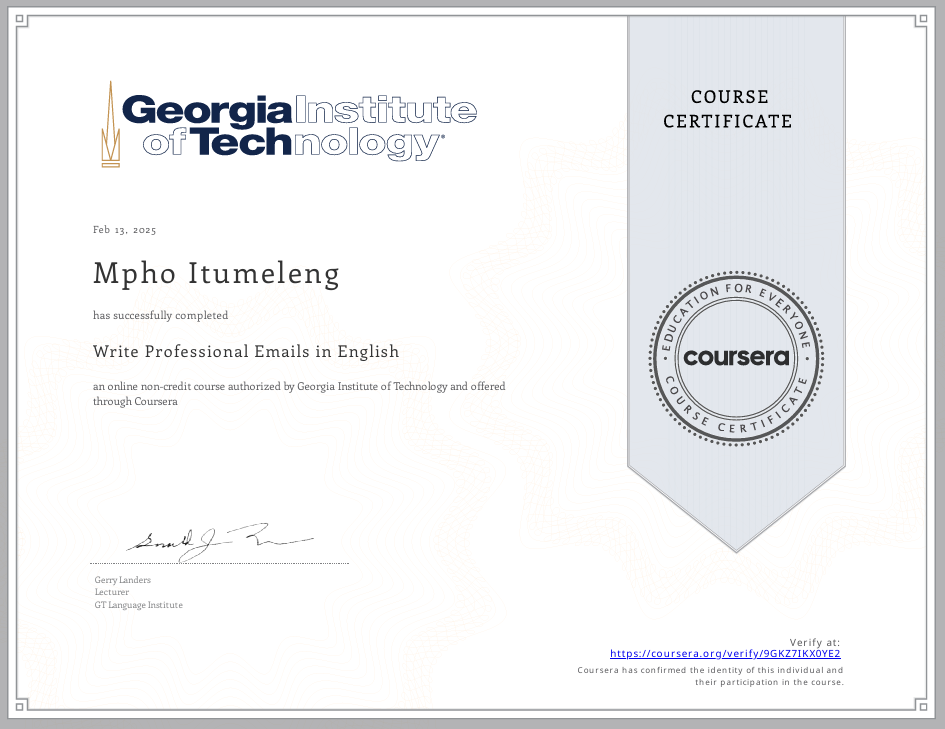 Georgia Institute
of Technology®
COURSE
CERTIFICATE
Feb 13, 2025
Mpho Itumeleng
has successfully completed
Write Professional Emails in English
an online non-credit course authorized by Georgia Institute of Technology and offered
through Coursera
EDUCATION FOR EVERYONE
coursera
COURSE CERTIFICATE
Gerry Landers
Lecturer
GT Language Institute
Verify at:
https://coursera.org/verify/9GKZ7IKX0YE2
Coursera has confirmed the identity of this individual and
their participation in the course.